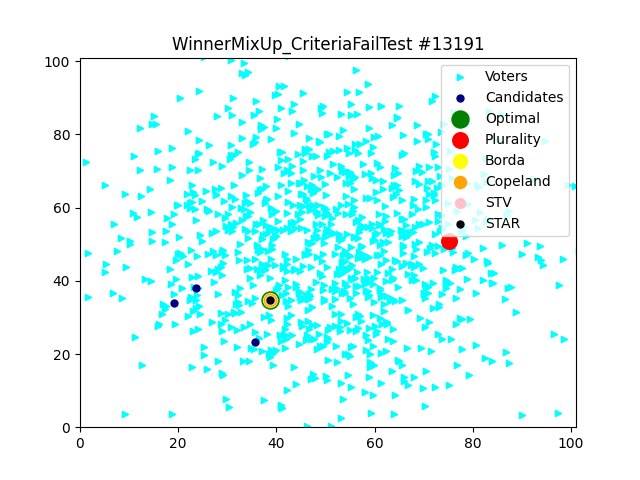 WinnerMixUp_CriteriaFailTest #13191
100
80
60
40
20
0
0
20
40
60
80
100
Voters
Candidates
Optimal
Plurality
Borda
Copeland
STV
STAR